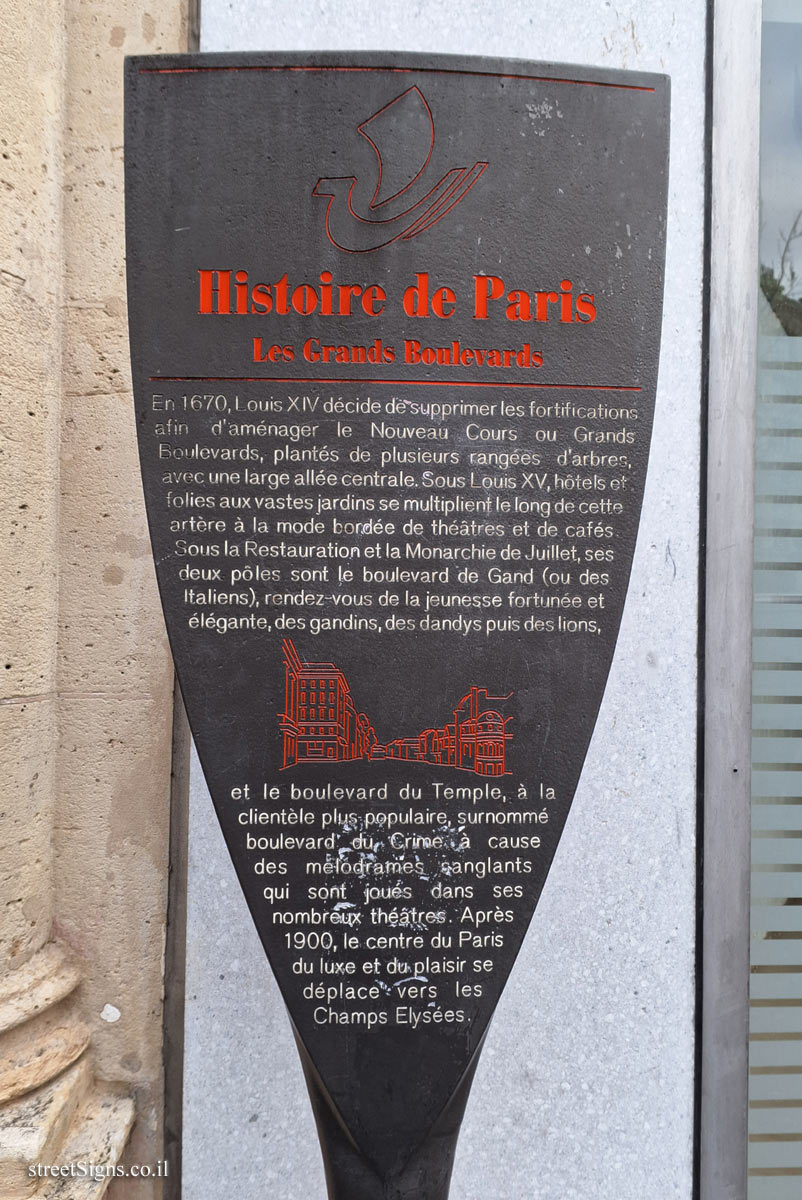 Histoire de Paris
Les Grands Boulevards
En 1670, Louis XIV décide de supprimer les fortifications
afin d'aménager le Nouveau Cours ou Grands
Boulevards, plantés de plusieurs rangées d'arbres,
avec une large allée centrale. Sous Louis XV, hôtels et
folies aux vastes jardins se multiplient le long de cette
artère à la mode bordée de théâtres et de cafés.
Sous la Restauration et la Monarchie de Juillet, ses
deux pôles sont le boulevard de Gand (ou des
Italiens), rendez-vous de la jeunesse fortunée et
élégante, des gandins, des dandys puis des lions,
et le boulevard du Temple, à la
clientèle plus populaire, surnommé
boulevard du Crime à cause
des mélodrames sanglants
qui sont joués dans ses
nombreux théâtres. Après
1900, le centre du Paris
du luxe et du plaisir se
déplace vers les
Champs Elysées.
streetSigns.co.il